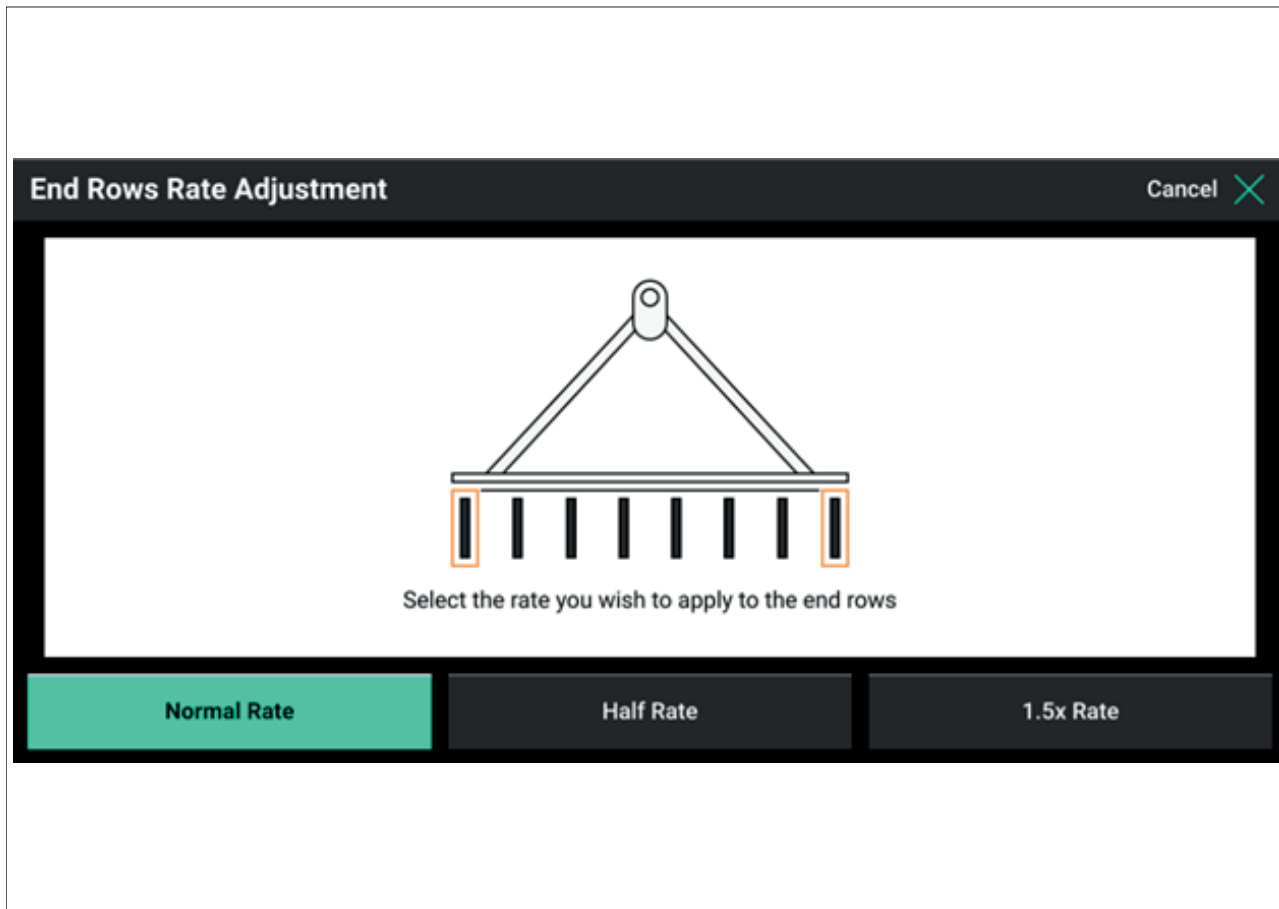 End Rows Rate Adjustment
Cancel
Select the rate you wish to apply to the end rows
Normal Rate
Half Rate
1.5x Rate